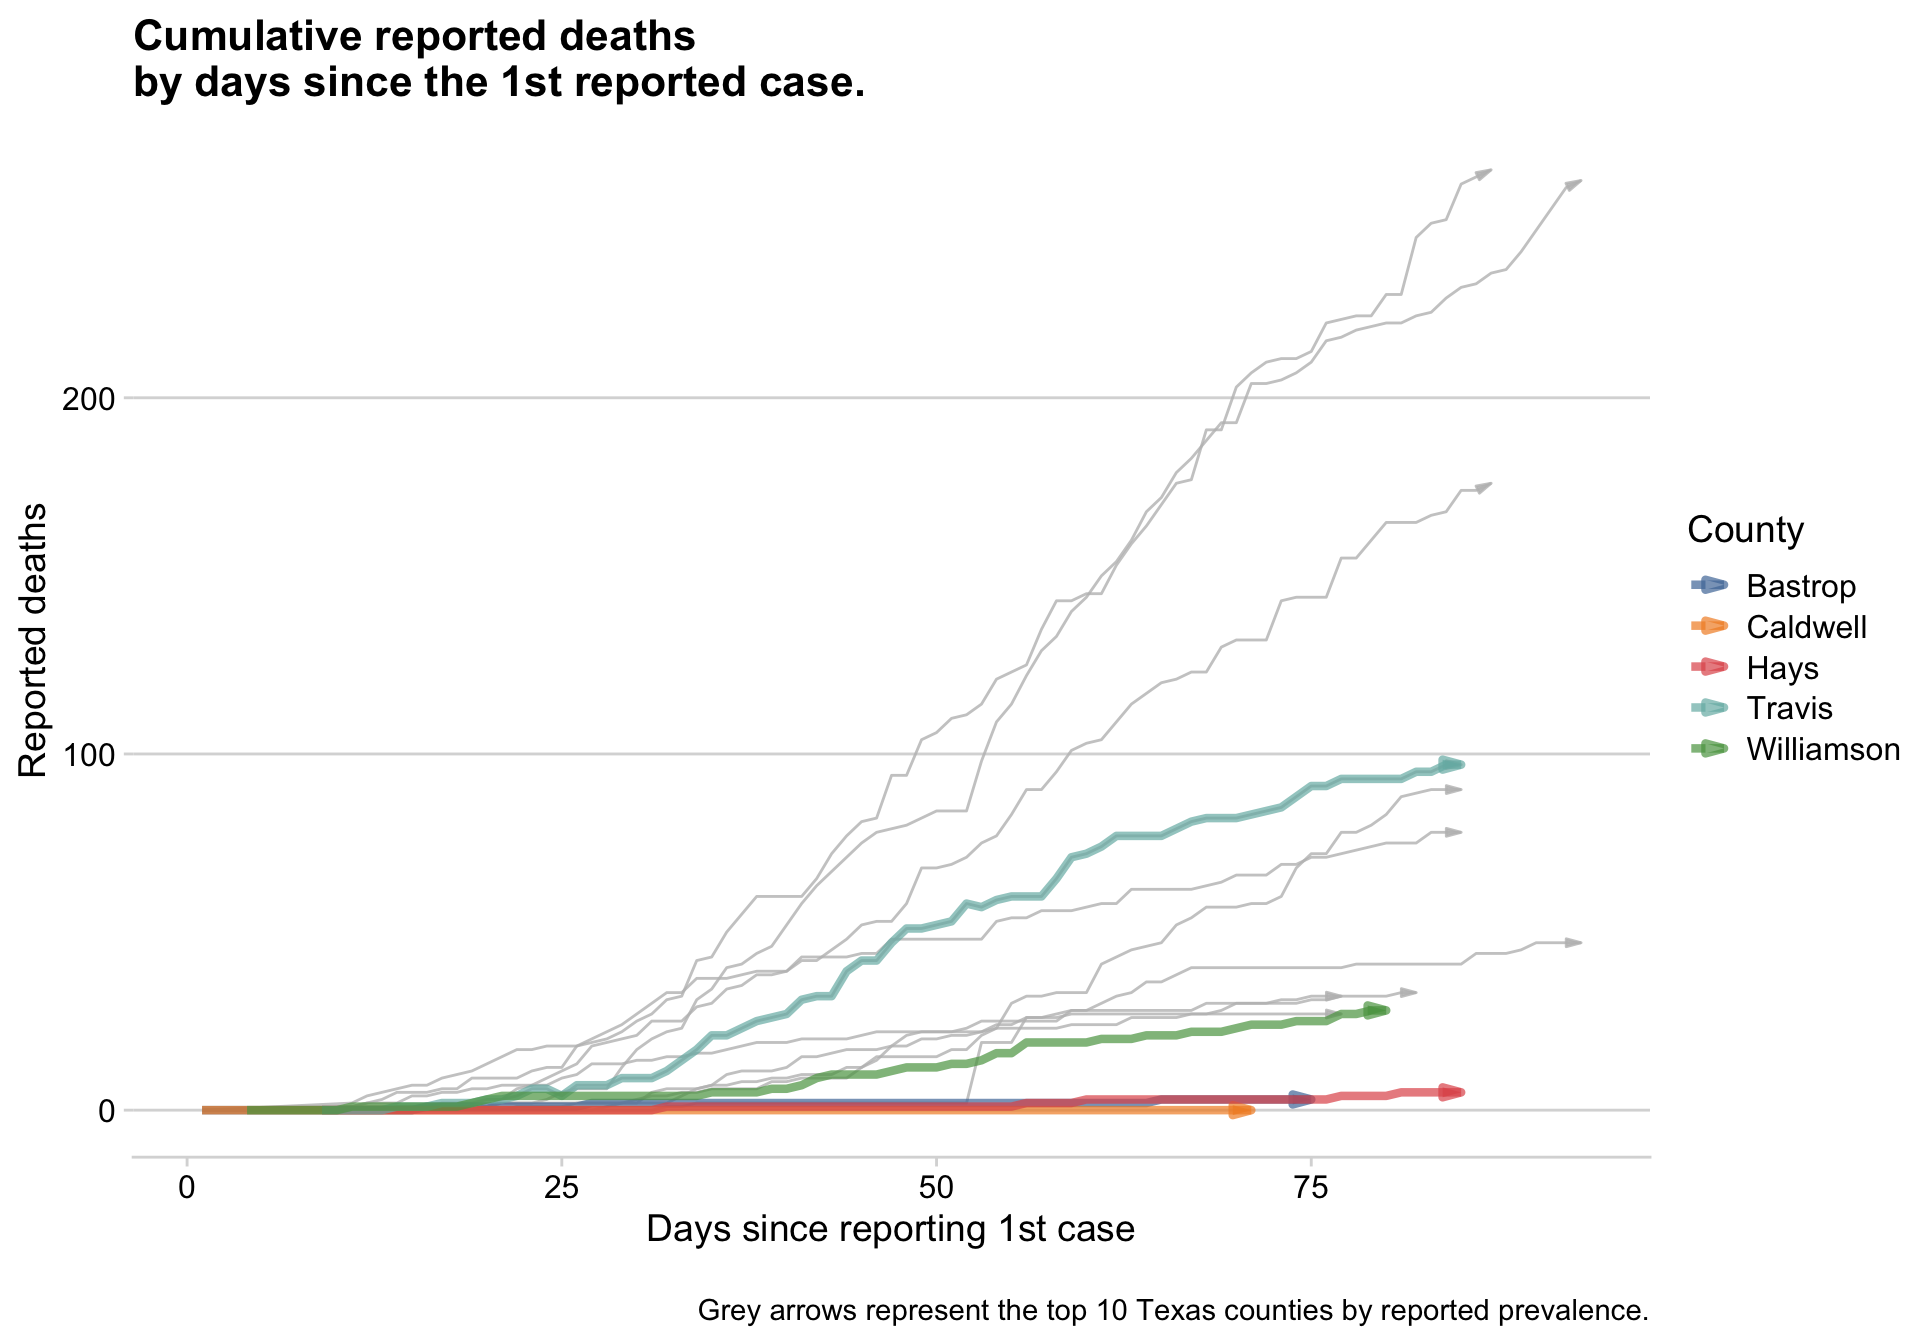 Cumulative reported deaths
by days since the 1st reported case.
Reported deaths
200
100
0
0 25 50 75
Days since reporting 1st case
County
Bastrop
Caldwell
Hays
Travis
Williamson
Grey arrows represent the top 10 Texas counties by reported prevalence.